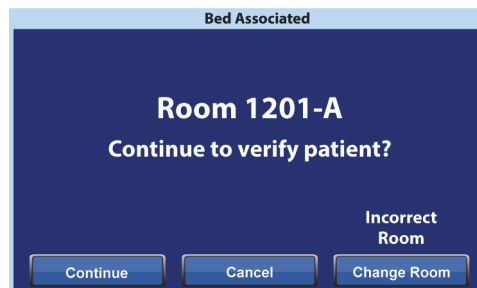 Bed Associated
Room 1201-A
Continue to verify patient?
Incorrect
Room
Continue
Cancel
Change Room